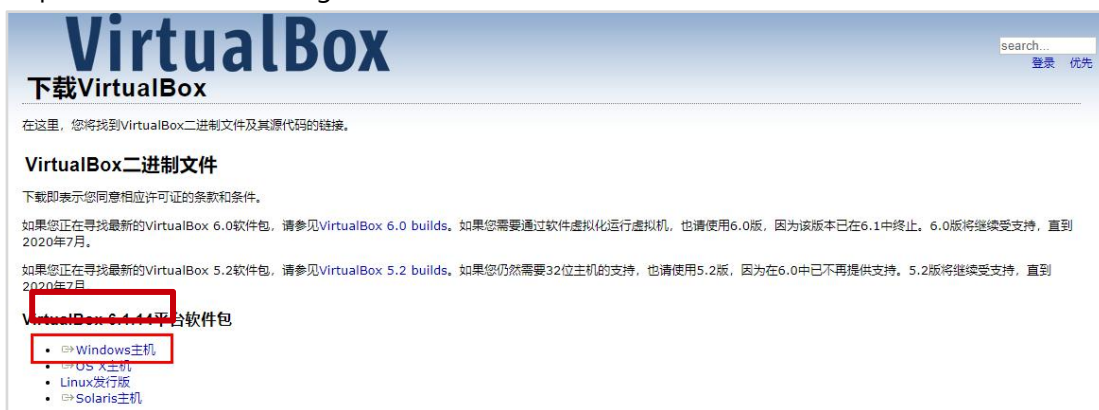 VirtualBox
search...
登录 优先
下载VirtualBox
在这里，您将找到VirtualBox二进制文件及其源代码的链接。
VirtualBox二进制文件
下载即表示您同意相应许可证的条款和条件。
如果您正在寻找最新的VirtualBox 6.0软件包，请参见VirtualBox 6.0 builds。如果您需要通过软件虚拟化运行虚拟机，也请使用6.0版，因为该版本已在6.1中终止。6.0版将继续受支持，直到
2020年7月。
如果您正在寻找最新的VirtualBox 5.2软件包，请参见VirtualBox 5.2 builds。如果您仍然需要32位主机的支持，也请使用5.2版，因为在6.0中已不再提供支持。5.2版将继续受支持，直到
2020年7月。
VirtualBox 6.1.14平台软件包
Windows主机
OS X主机
Linux发行版
Solaris主机